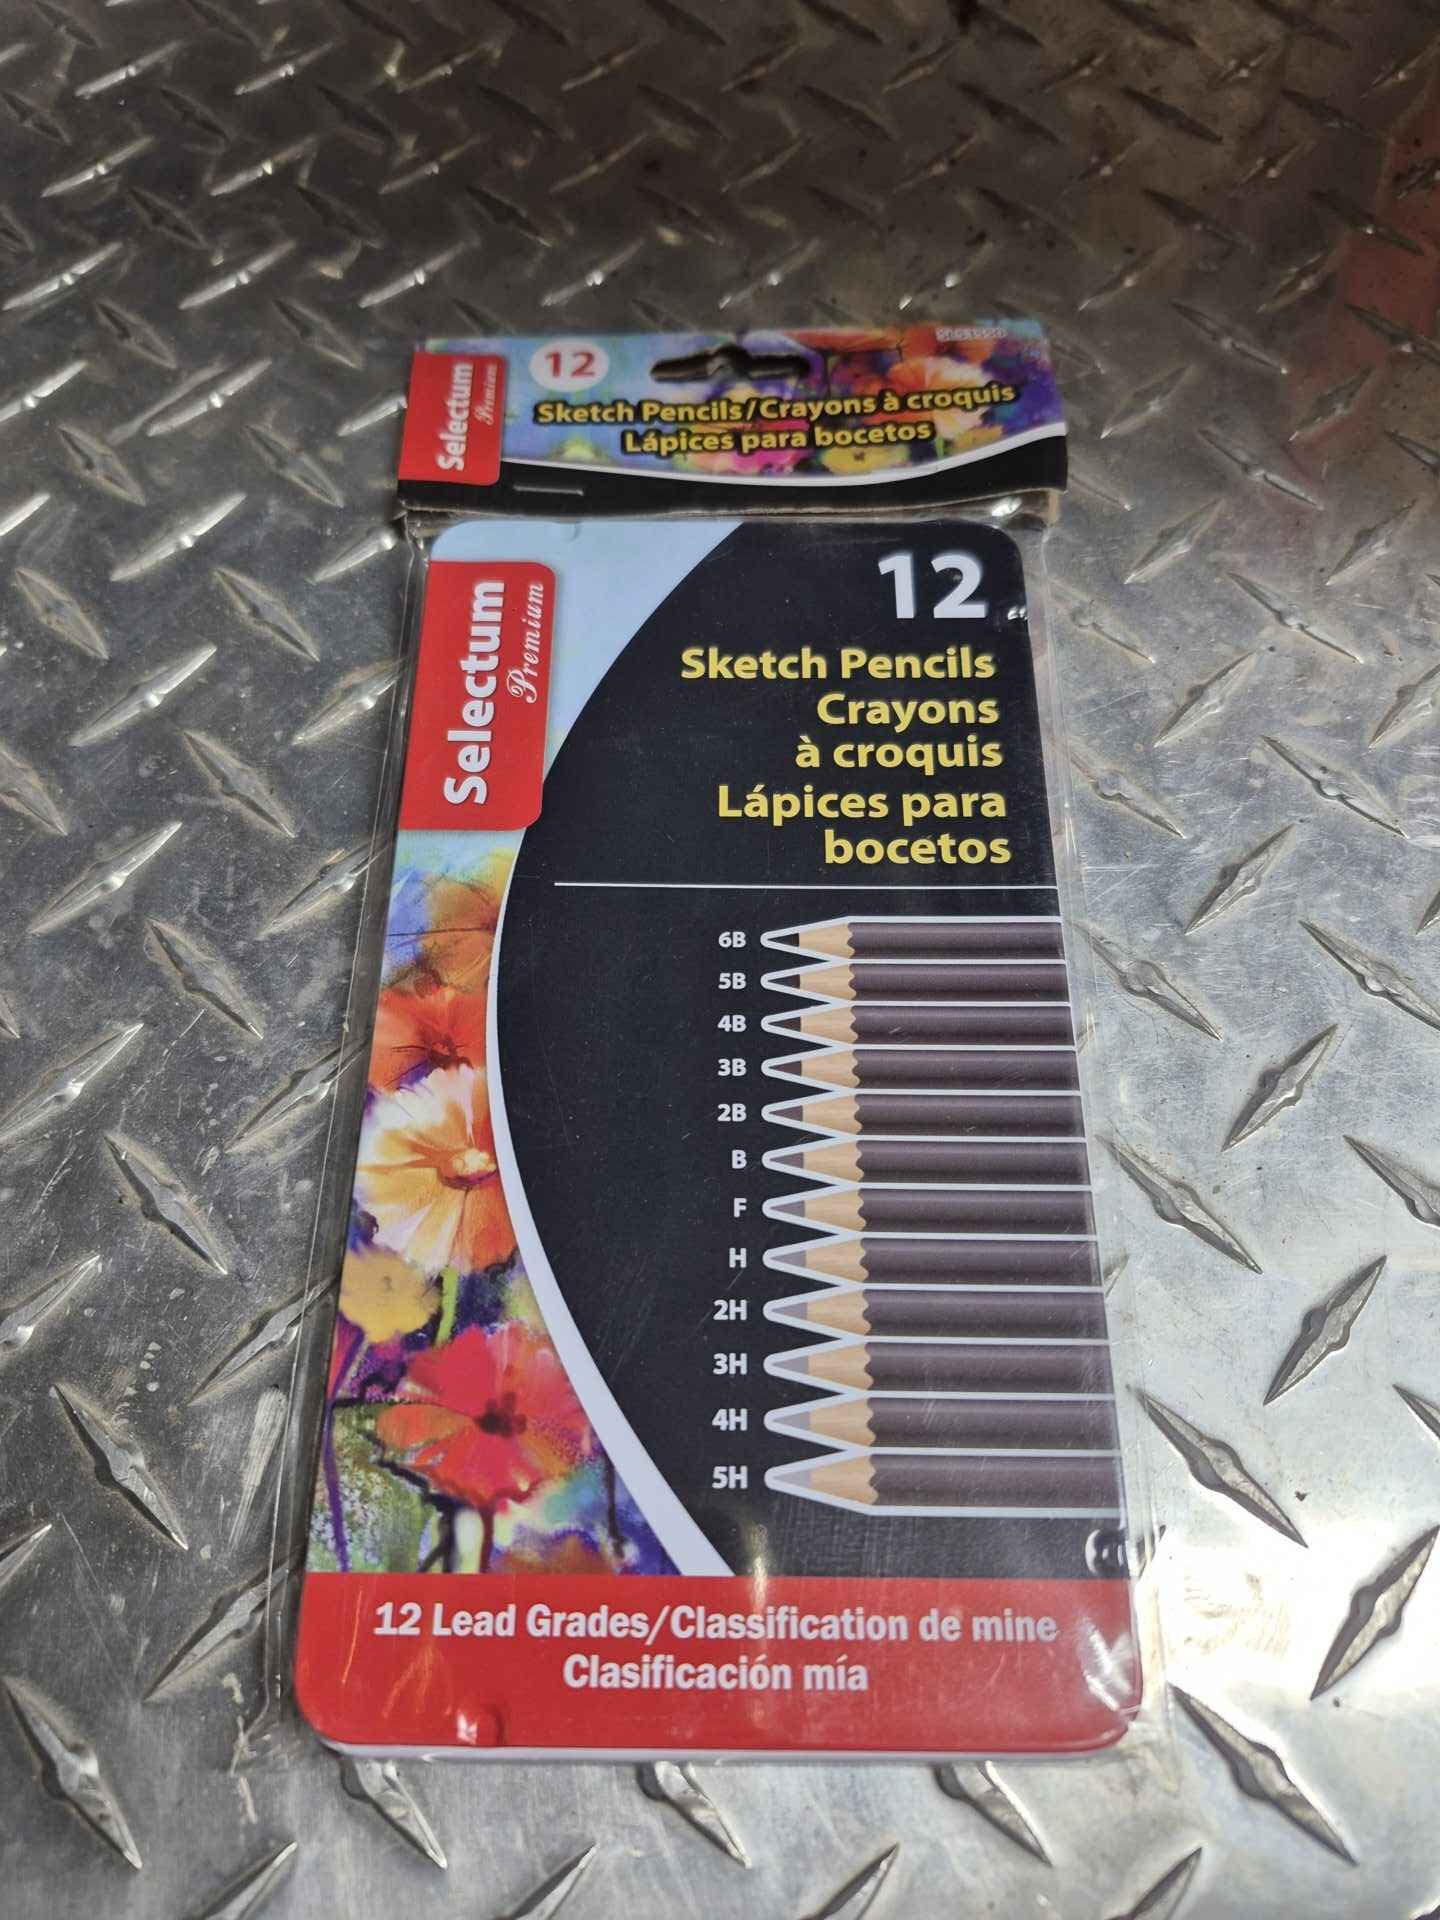 Selectum
Premium
12
Sketch Pencils/Crayons à croquis
Lápices para bocetos
Selectum
Premium
12
Sketch Pencils
Crayons
à croquis
Lápices para
bocetos
6B
5B
4B
3B
2B
B
F
H
2H
3H
4H
5H
12 Lead Grades/Classification de mine
Clasificación mía